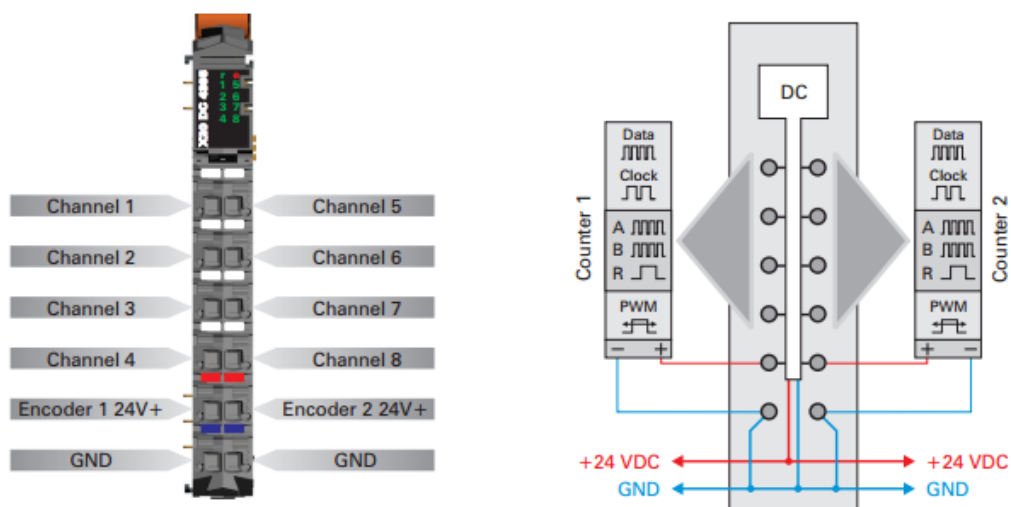 X20 DC 4395
r
1 5
2 6
3 7
4 8
Channel 1
Channel 5
Channel 2
Channel 6
Channel 3
Channel 7
Channel 4
Channel 8
Encoder 1 24V+
Encoder 2 24V+
GND
GND
DC
Counter 1
Data
Clock
A
B
R
PWM
− +
Data
Clock
A
B
R
PWM
+ −
Counter 2
+24 VDC
+24 VDC
GND
GND